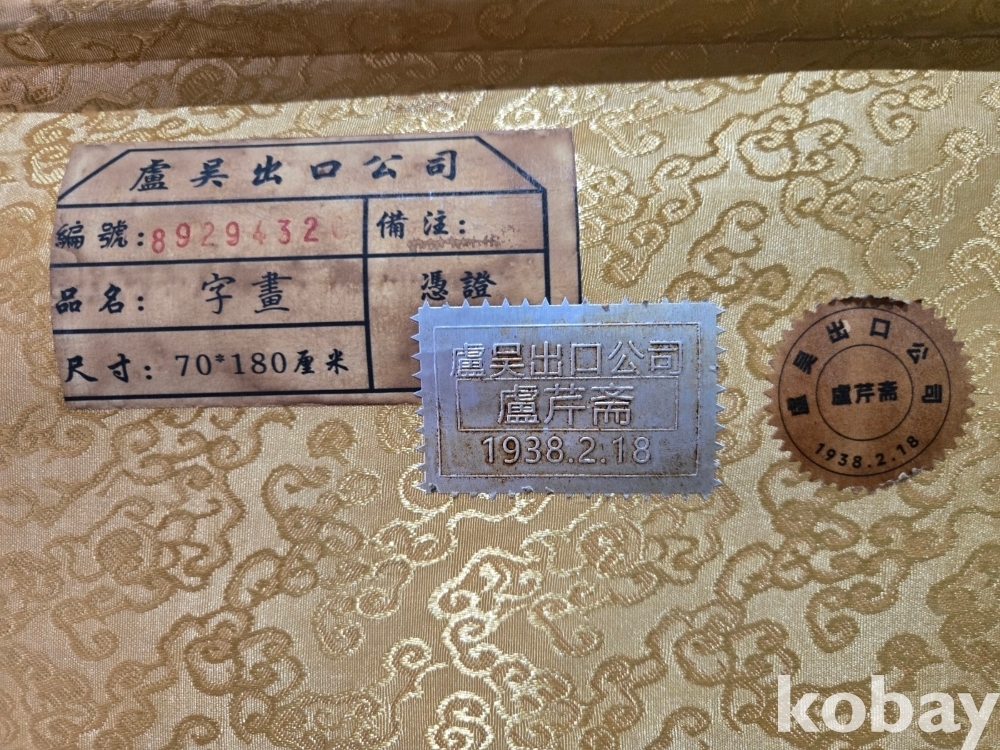 盧吴出口公司
編號:8929432
備注:
品名: 字畫
憑證
尺寸: 70*180厘米
盧吴出口公司
盧芹斋
1938.2.18
盧吴出口公司
盧芹斋
1938.2.18
kobay